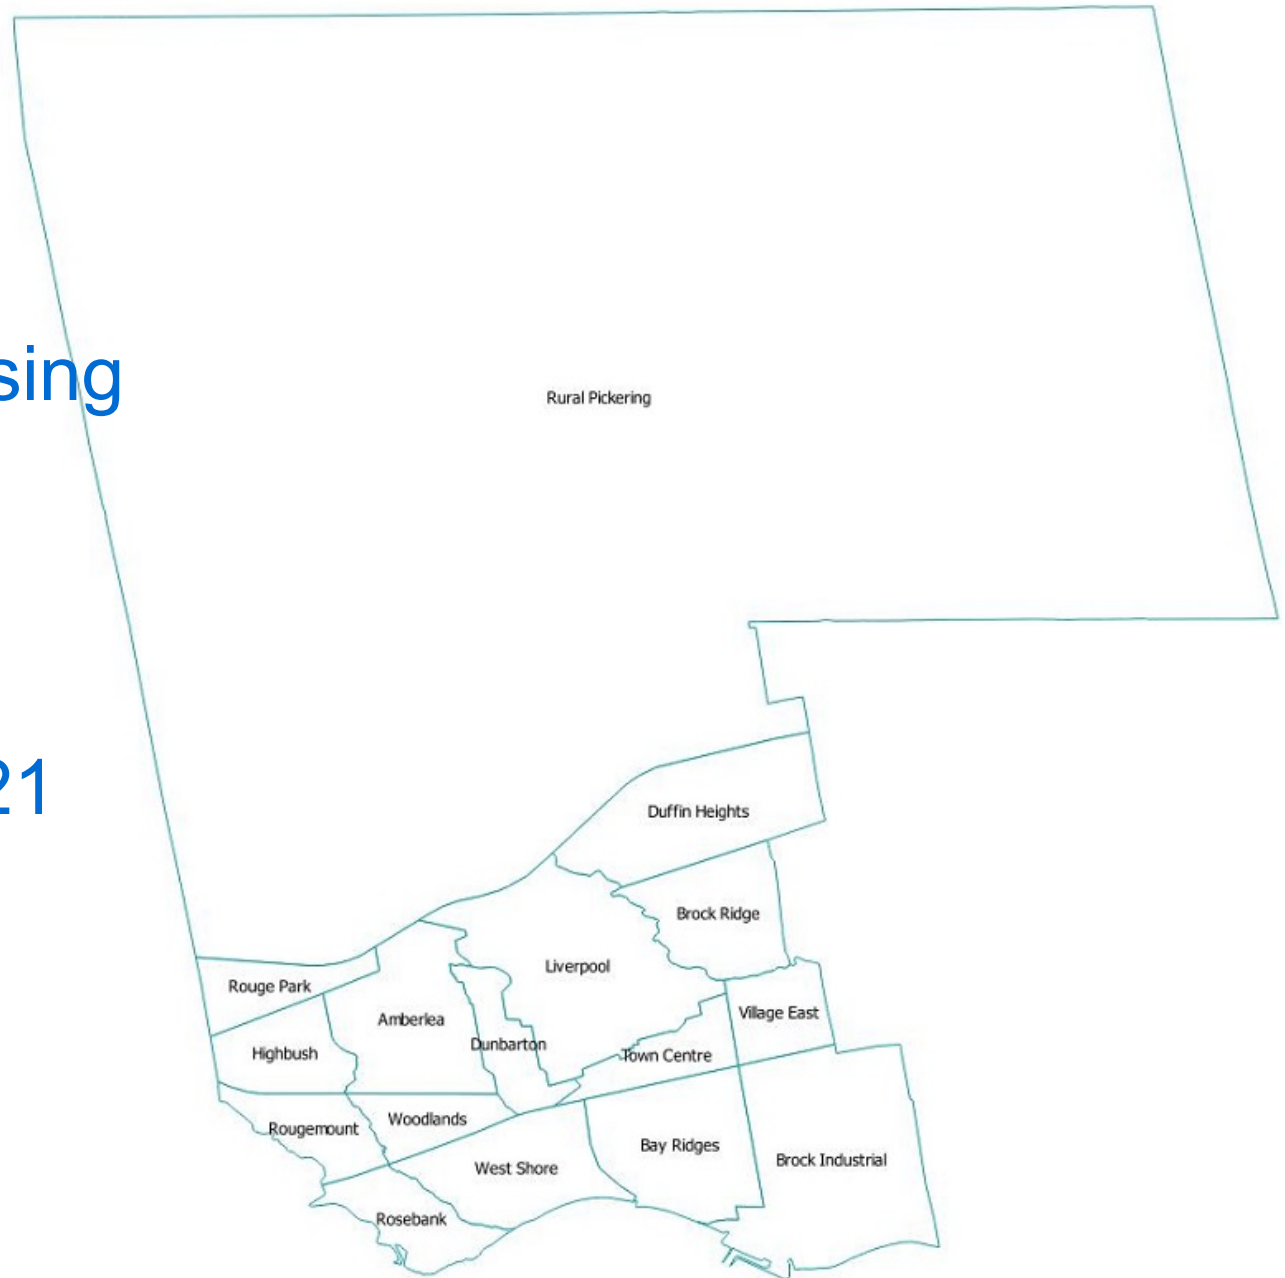 sing
Rural Pickering
21
Duffin Heights
Brock Ridge
Liverpool
Rouge Park
Village East
Amberlea
Dunbarton
Highbush
Town Centre
Woodlands
Rougemount
Bay Ridges
Brock Industrial
West Shore
Rosebank